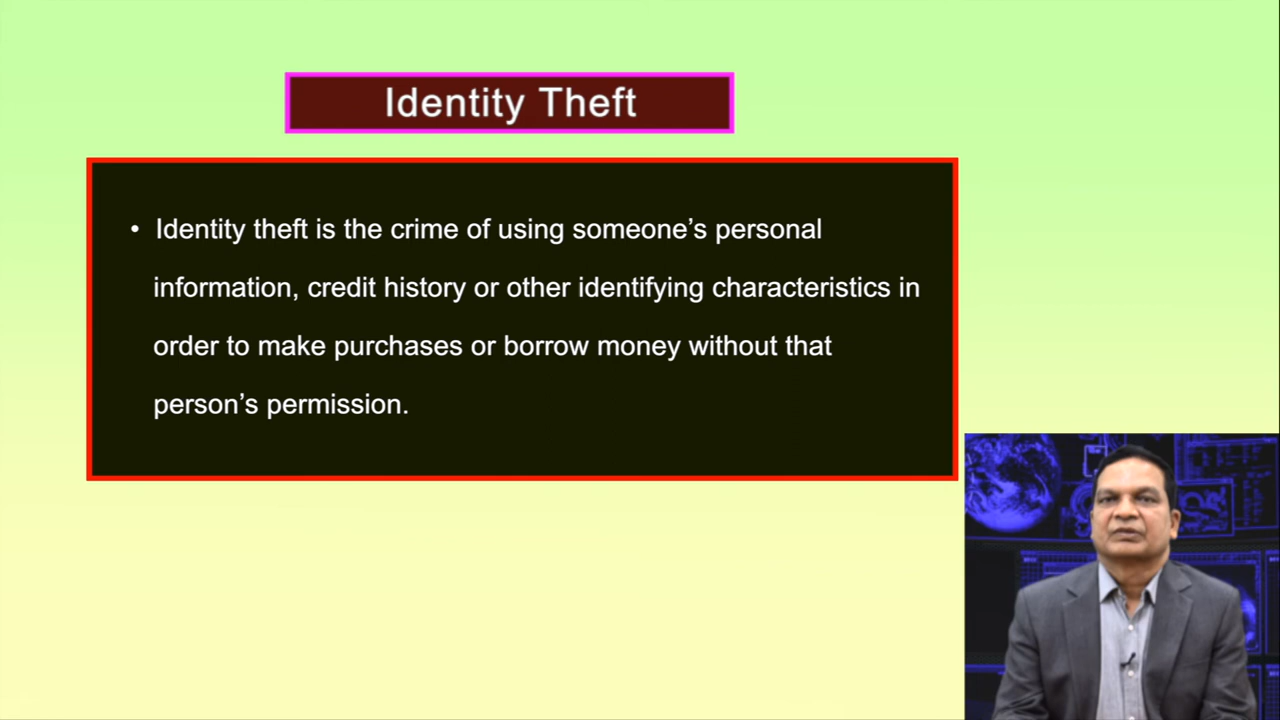 Identity Theft
• Identity theft is the crime of using someone’s personal
information, credit history or other identifying characteristics in
order to make purchases or borrow money without that
person’s permission.